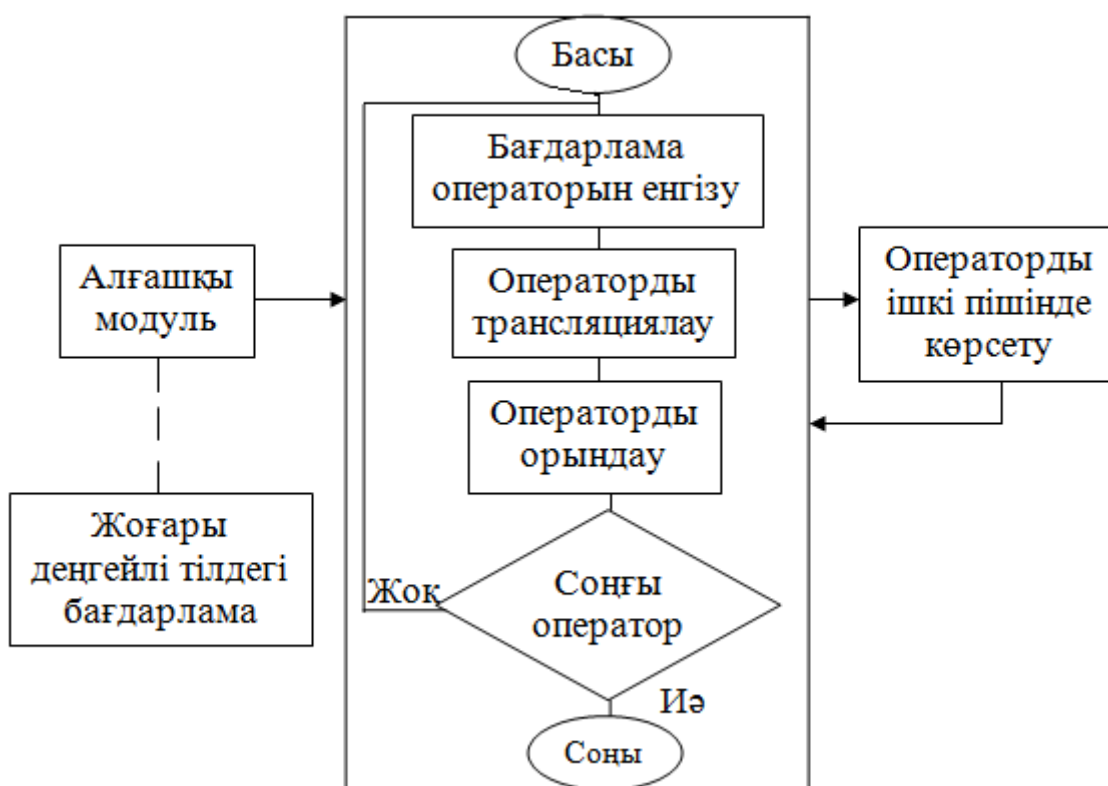 Басы
Бағдарлама
операторын енгізу
Алғашқы
модуль
Операторды
трансляциялау
Операторды
ішкі пішінде
көрсету
Операторды
орындау
Жоғары
деңгейлі тілдегі
бағдарлама
Жоқ
Соңғы
оператор
Иә
Соңы